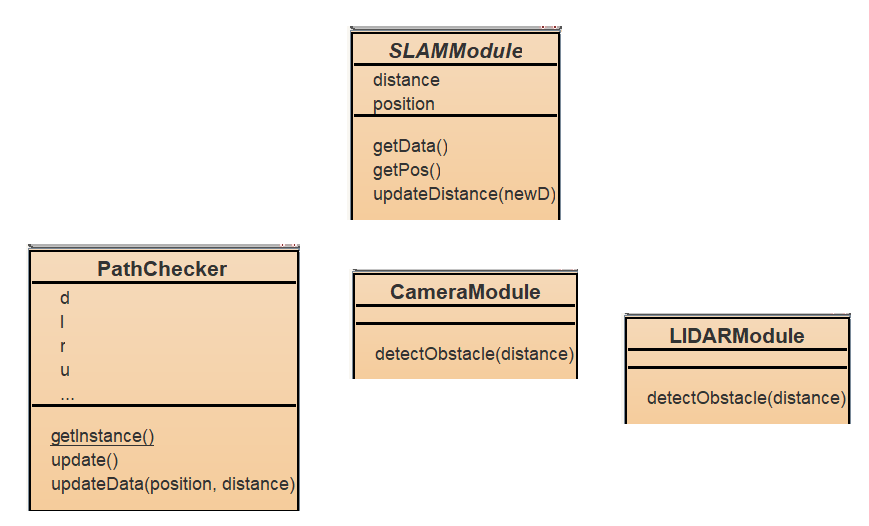 SLAMModule
distance
position
getData()
getPos()
updateDistance(newD)
PathChecker
d
l
r
u
...
getInstance()
update()
updateData(position, distance)
CameraModule
detectObstacle(distance)
LIDARModule
detectObstacle(distance)